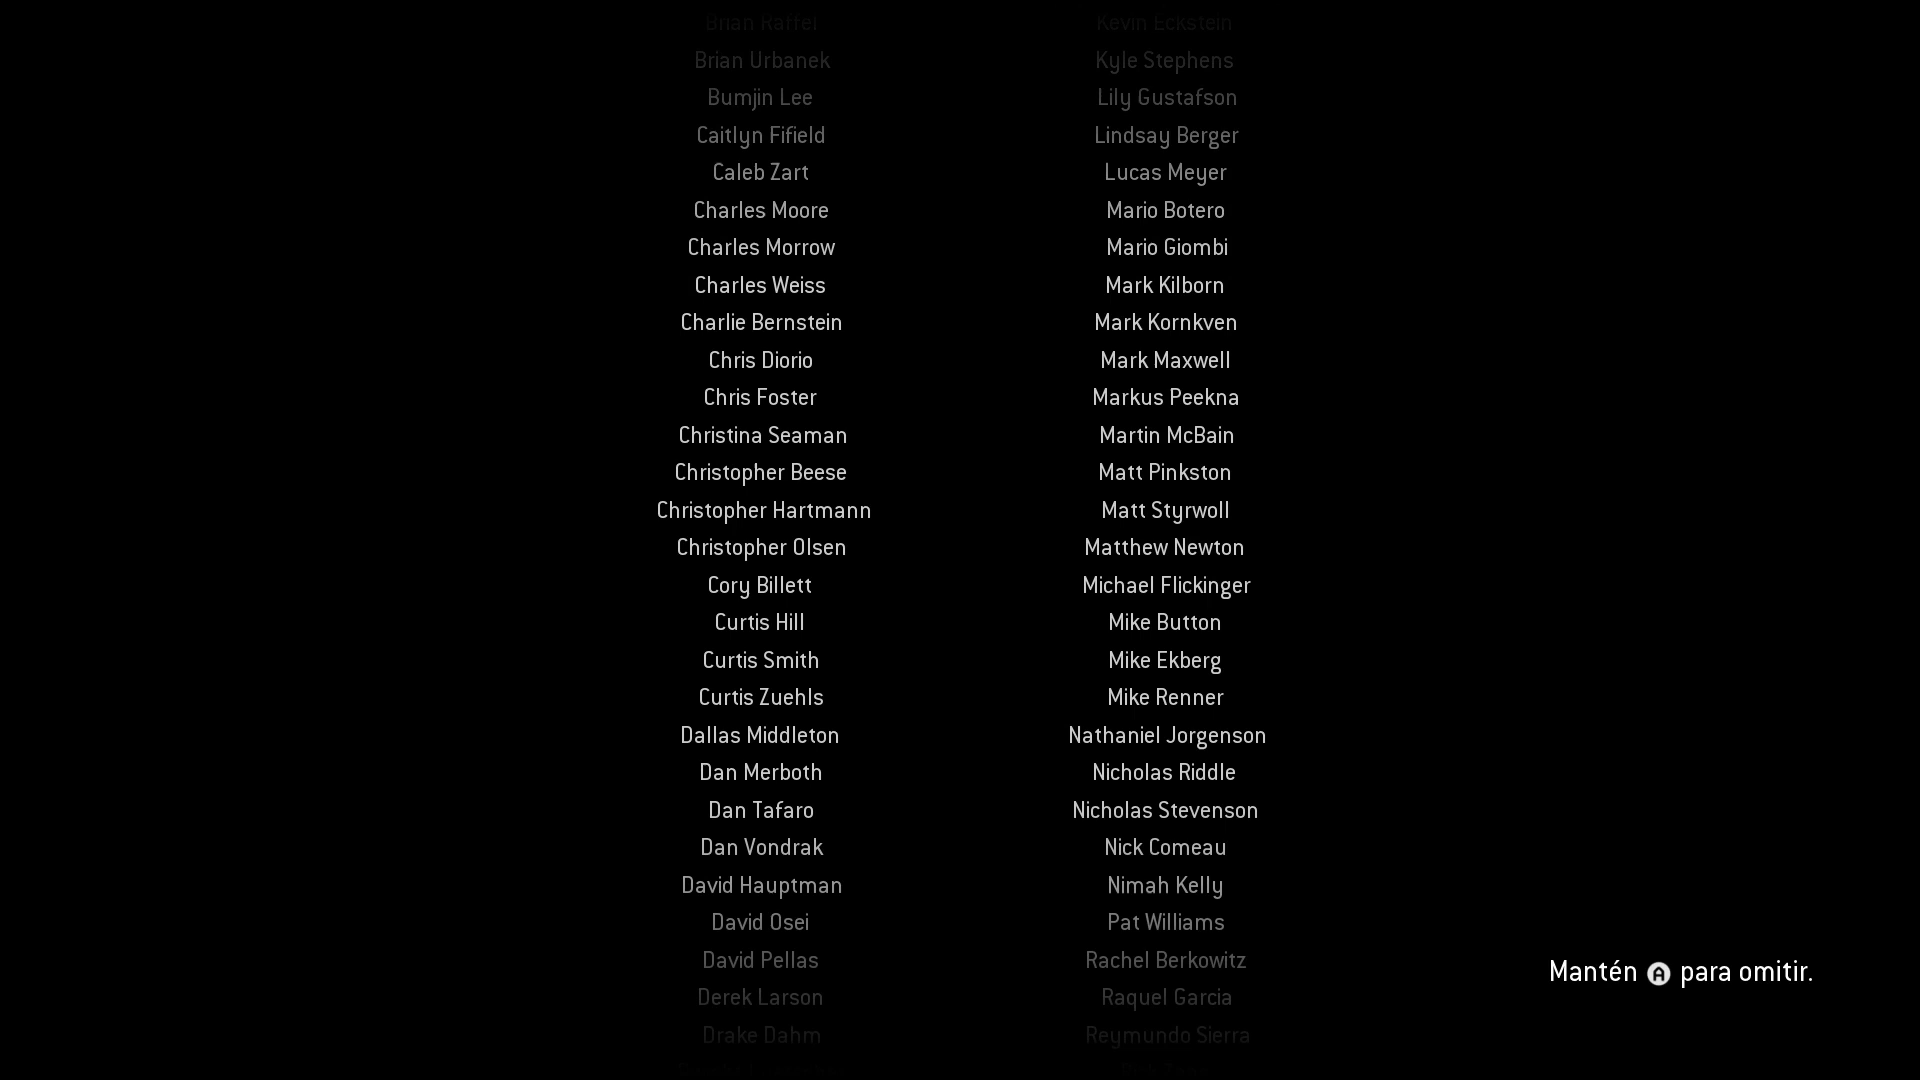 Brian Raffel
Brian Urbanek
Bumjin Lee
Caitlyn Fifield
Caleb Zart
Charles Moore
Charles Morrow
Charles Weiss
Charlie Bernstein
Chris Diorio
Chris Foster
Christina Seaman
Christopher Beese
Christopher Hartmann
Christopher Olsen
Cory Billett
Curtis Hill
Curtis Smith
Curtis Zuehls
Dallas Middleton
Dan Merboth
Dan Tafaro
Dan Vondrak
David Hauptman
David Osei
David Pellas
Derek Larson
Drake Dahm
Kevin Eckstein
Kyle Stephens
Lily Gustafson
Lindsay Berger
Lucas Meyer
Mario Botero
Mario Giombi
Mark Kilborn
Mark Kornkven
Mark Maxwell
Markus Peekna
Martin McBain
Matt Pinkston
Matt Styrwoll
Matthew Newton
Michael Flickinger
Mike Button
Mike Ekberg
Mike Renner
Nathaniel Jorgenson
Nicholas Riddle
Nicholas Stevenson
Nick Comeau
Nimah Kelly
Pat Williams
Rachel Berkowitz
Raquel Garcia
Reymundo Sierra
Mantén A para omitir.